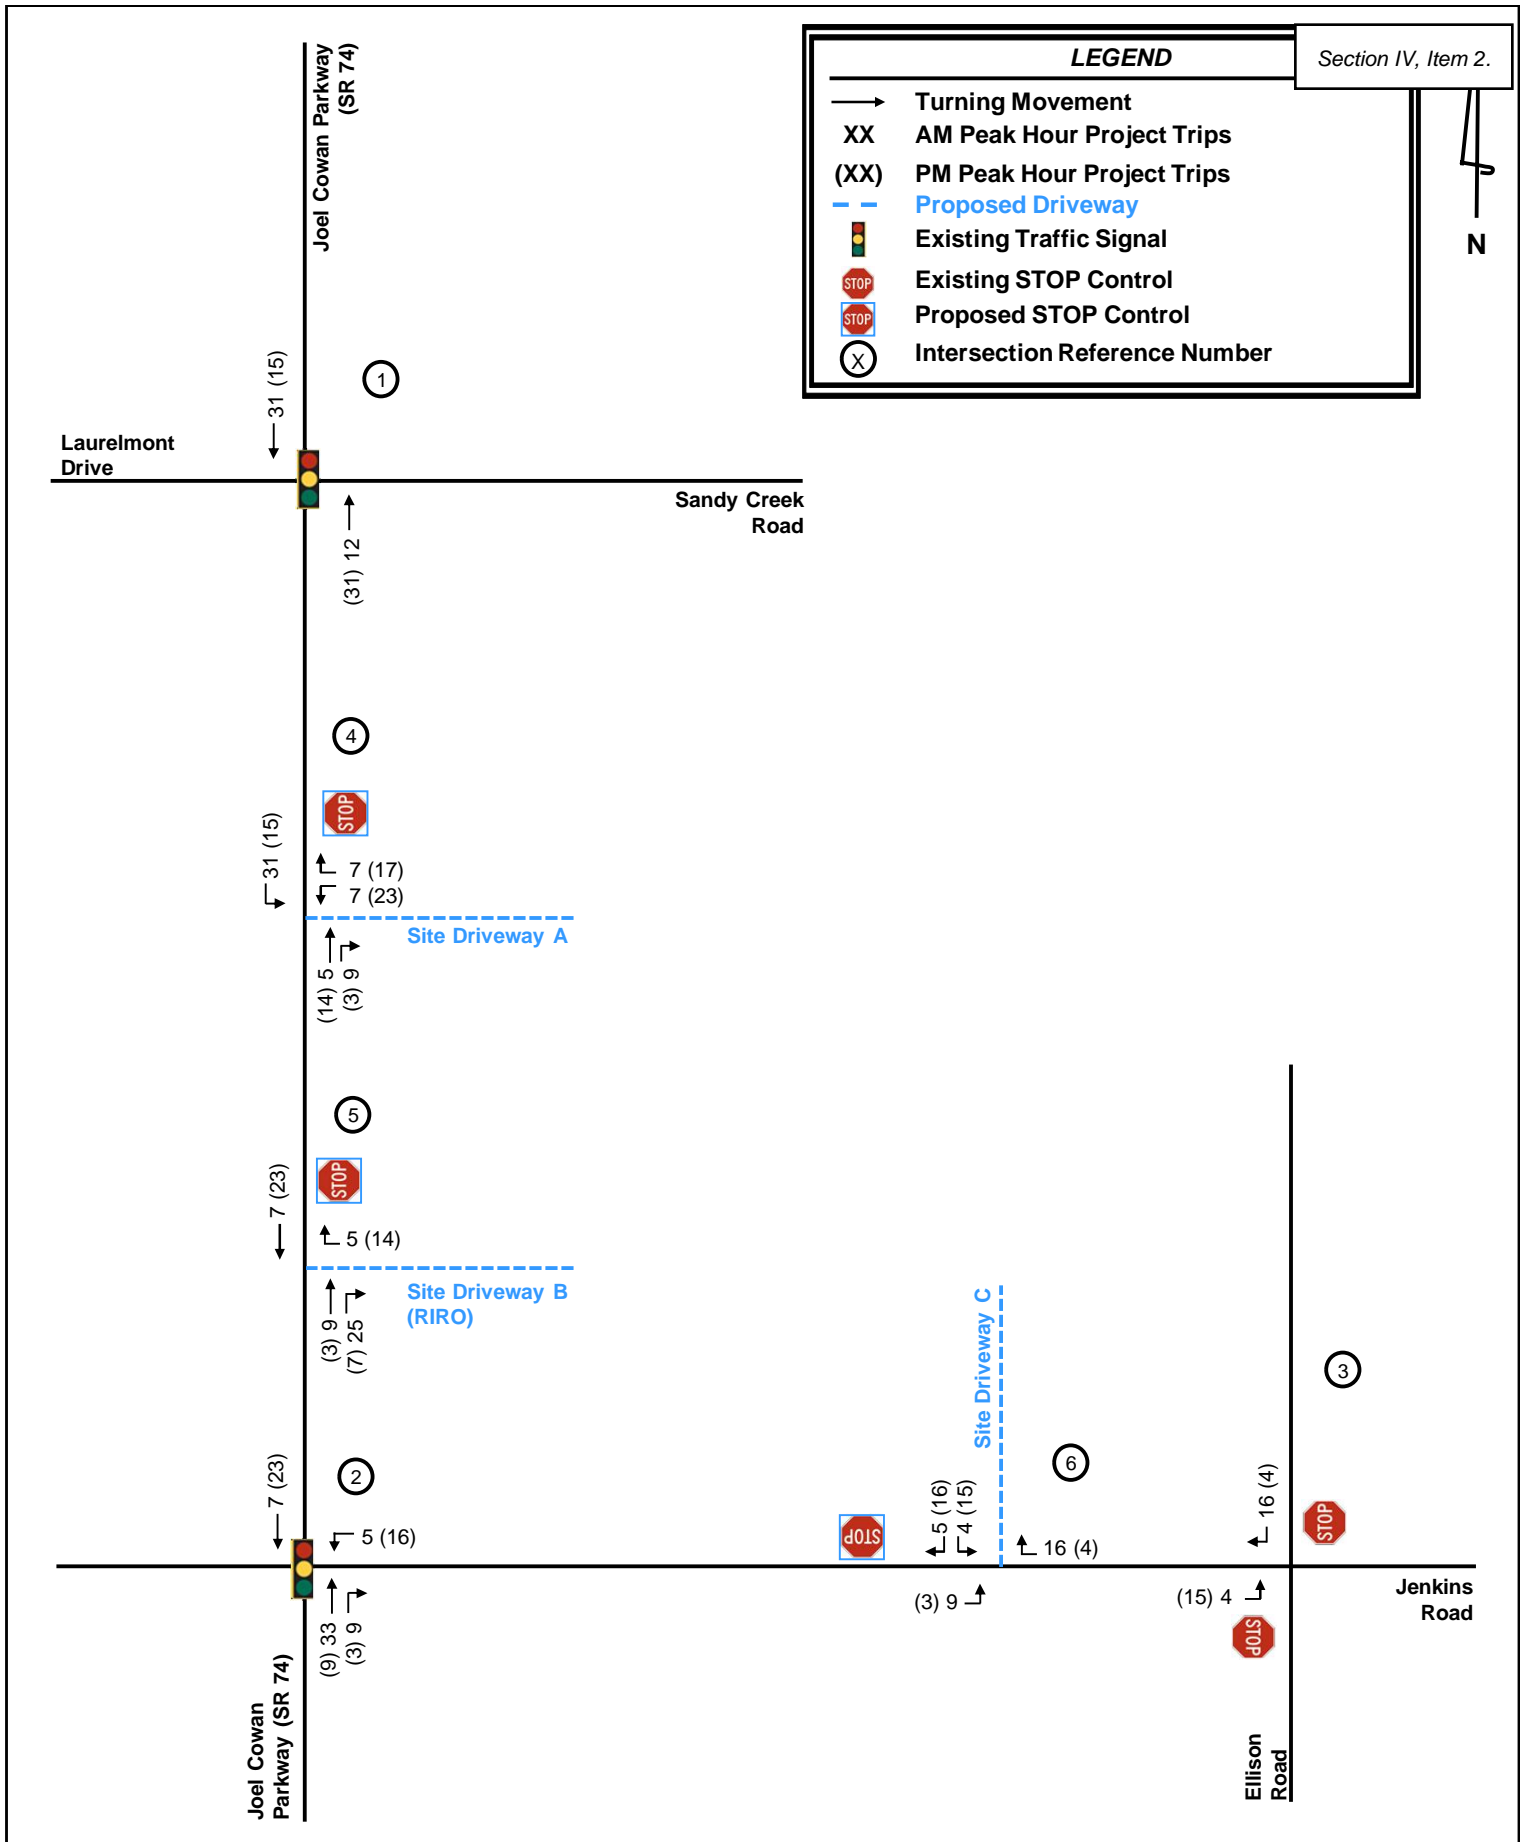 Joel Cowan Parkway
(SR 74)
LEGEND
Section IV, Item 2.
Turning Movement
XX AM Peak Hour Project Trips
(XX) PM Peak Hour Project Trips
Proposed Driveway
Existing Traffic Signal
STOP Existing STOP Control
STOP Proposed STOP Control
X Intersection Reference Number
N
31 (15)
1
Laurelmont
Drive
Sandy Creek
Road
(31) 12
4
STOP
31 (15)
7 (17)
7 (23)
Site Driveway A
(14) 5
(3) 9
5
STOP
7 (23)
5 (14)
Site Driveway B
(RIRO)
(3) 9
(7) 25
Site Driveway C
3
2
6
7 (23)
5 (16)
STOP
5 (16)
4 (15)
16 (4)
16 (4)
STOP
(3) 9
(15) 4
STOP
Jenkins
Road
(9) 33
(3) 9
Joel Cowan
Parkway (SR 74)
Ellison
Road